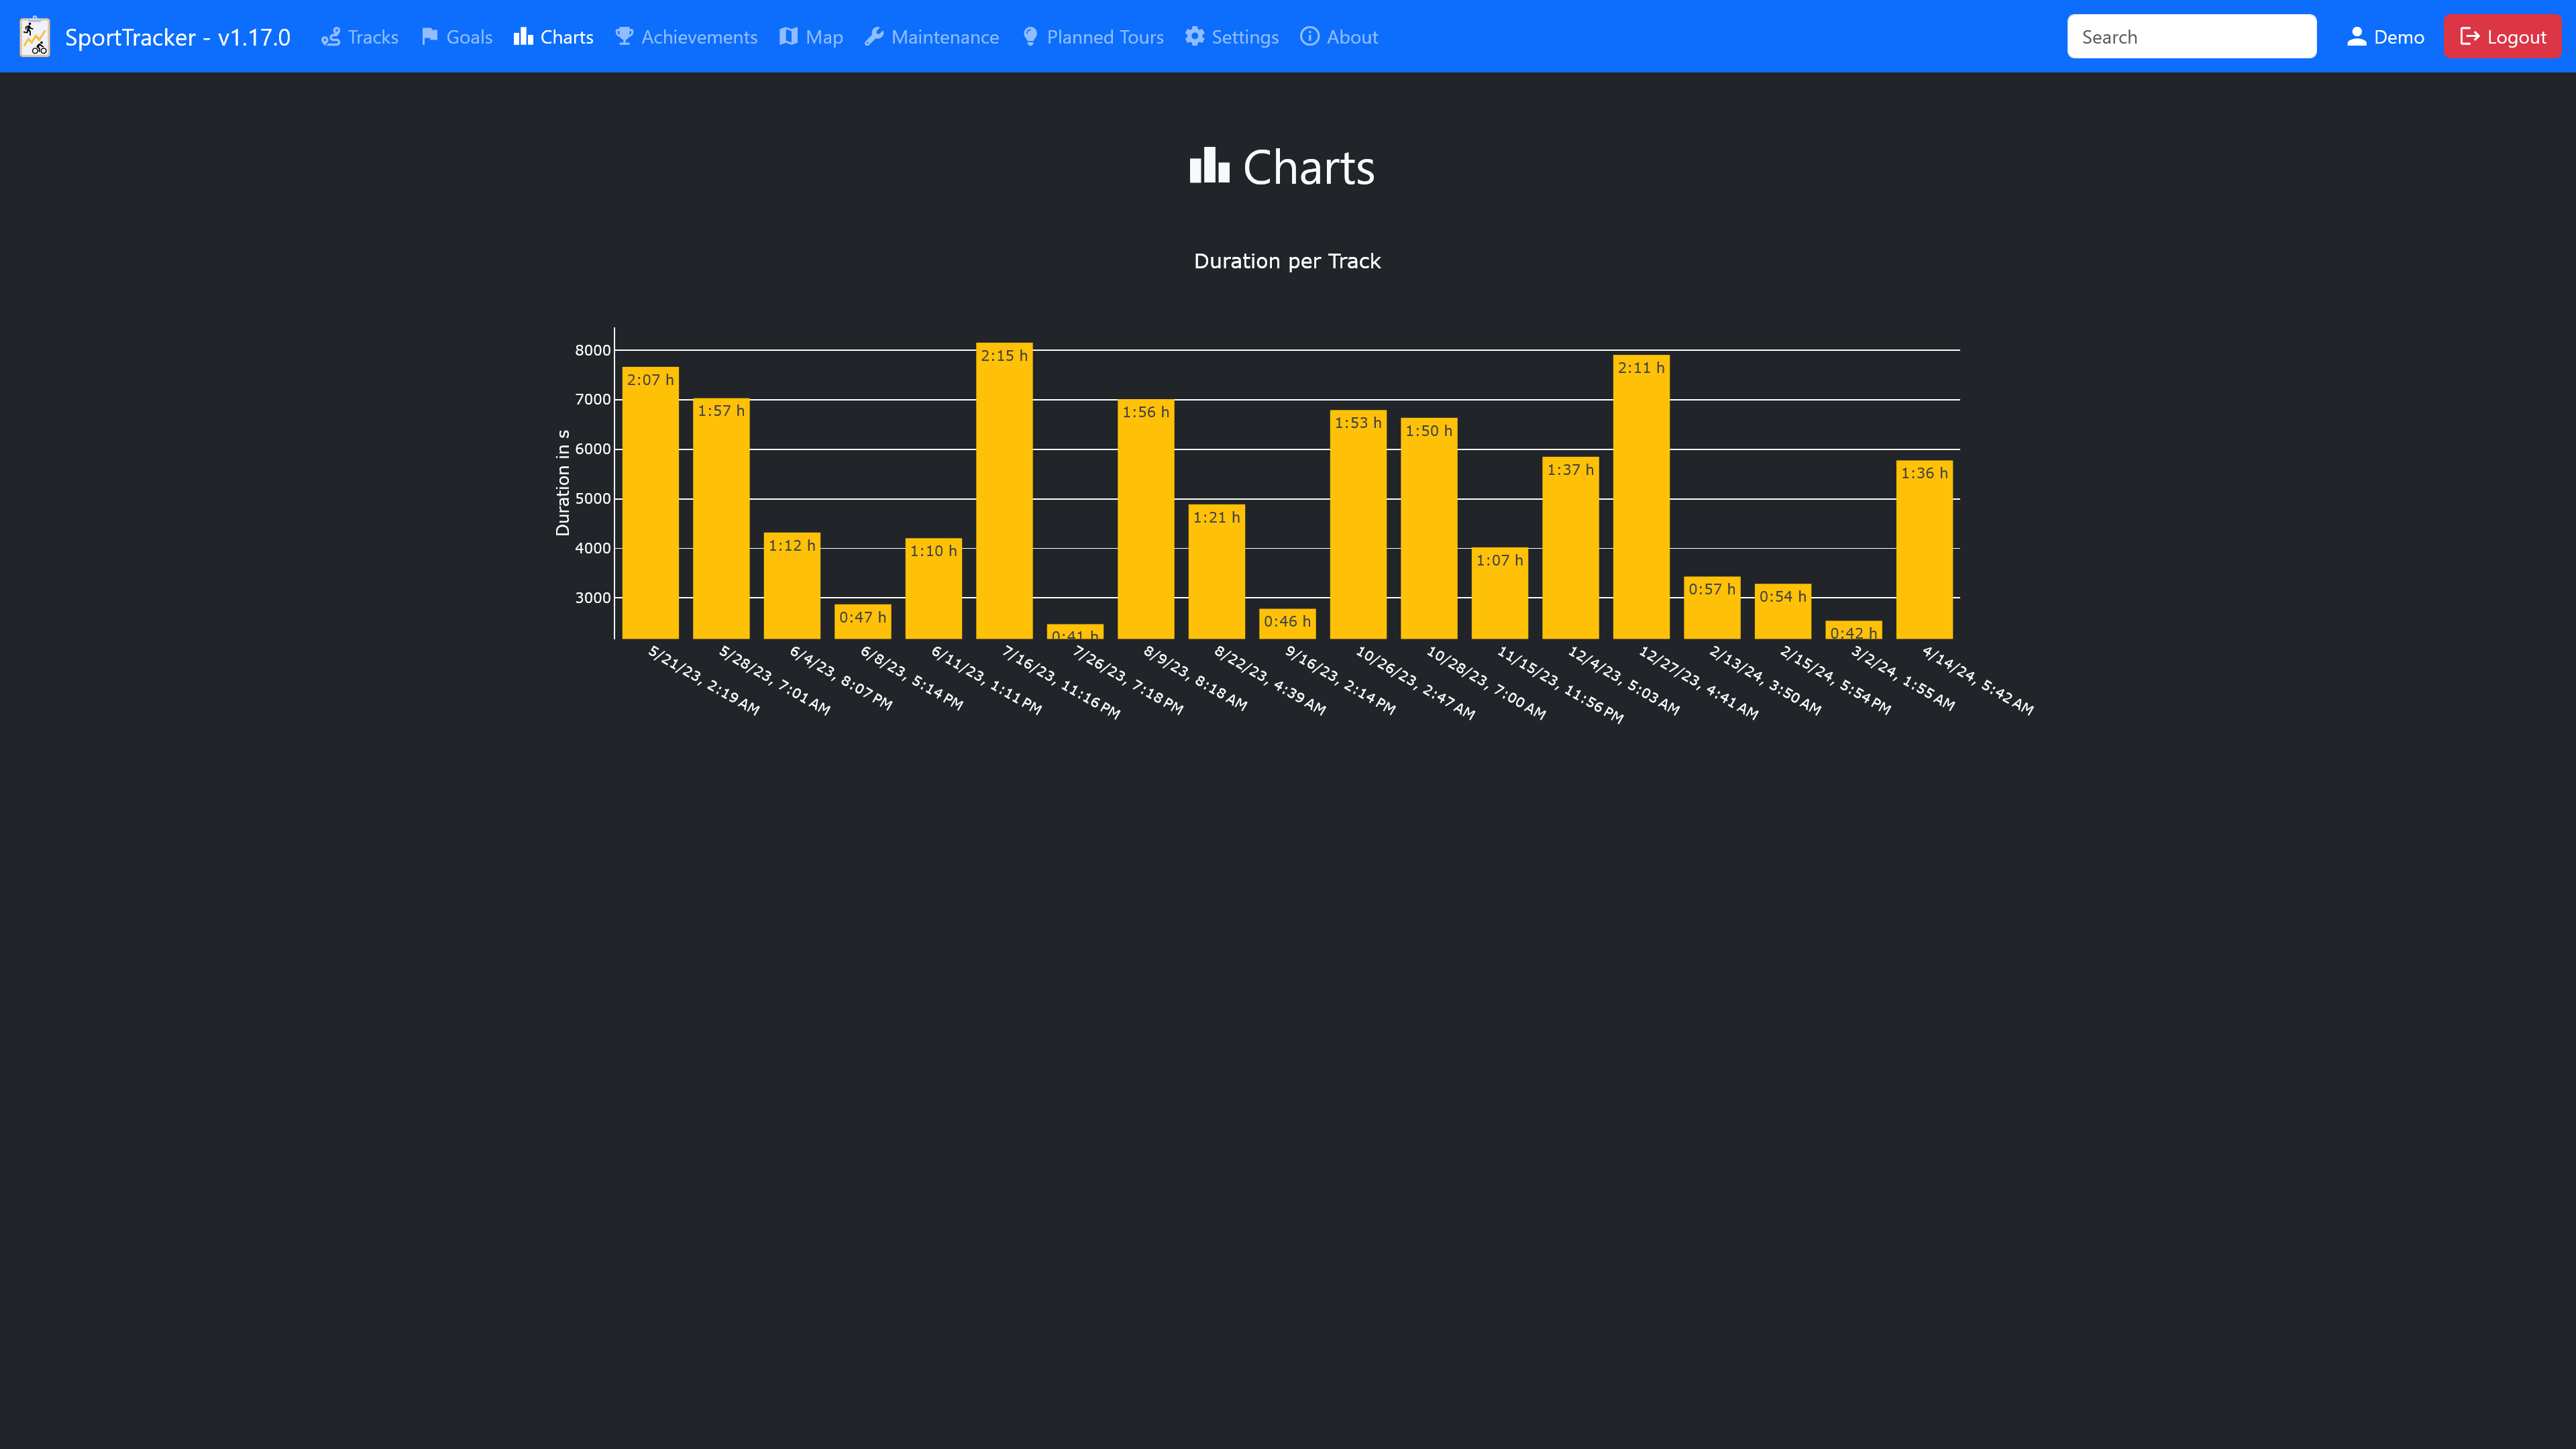 SportTracker - v1.17.0 Tracks Goals Charts Achievements Map Maintenance Planned Tours Settings About Search Demo Logout
Charts
Duration per Track
Duration in s
8000
7000
6000
5000
4000
3000
2:07 h
1:57 h
1:12 h
0:47 h
1:10 h
2:15 h
0:41 h
1:56 h
1:21 h
0:46 h
1:53 h
1:50 h
1:07 h
1:37 h
2:11 h
0:57 h
0:54 h
0:42 h
1:36 h
5/21/23, 2:19 AM
5/28/23, 7:01 AM
6/4/23, 8:07 PM
6/8/23, 5:14 PM
6/11/23, 1:11 PM
7/16/23, 11:16 PM
7/26/23, 7:18 PM
8/9/23, 8:18 AM
8/22/23, 4:39 AM
9/16/23, 2:14 PM
10/26/23, 2:47 AM
10/28/23, 7:00 AM
11/15/23, 11:56 PM
12/4/23, 5:03 AM
12/27/23, 4:41 AM
2/13/24, 3:50 AM
2/15/24, 5:54 PM
3/2/24, 1:55 AM
4/14/24, 5:42 AM